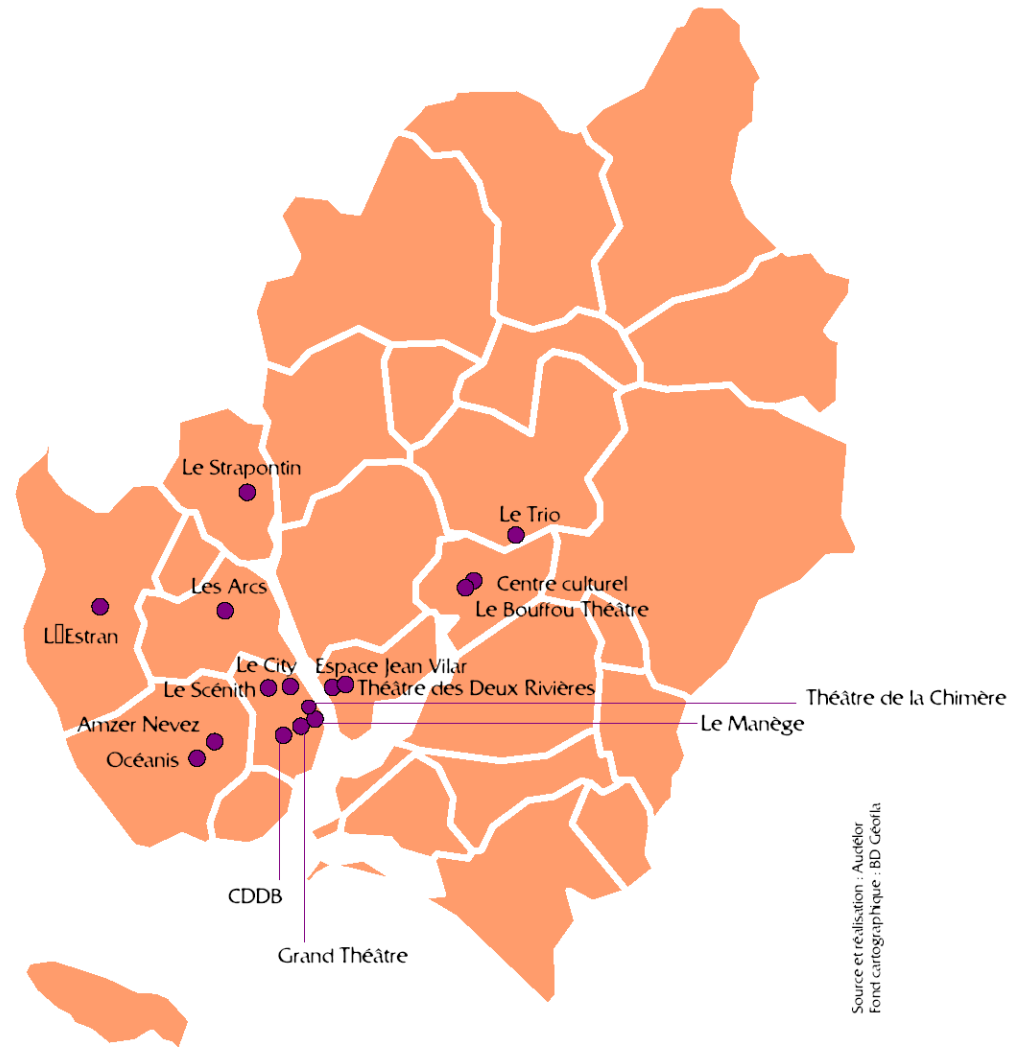 Le Strapontin
Le Trio
Les Arcs
Centre culturel
Le Bouffou Théâtre
L▯Estran
Le City
Espace Jean Vilar
Le Scénith
Théâtre des Deux Rivières
Théâtre de la Chimère
Amzer Nevez
Le Manège
Océanis
CDDB
Grand Théâtre
Source et réalisation : Audélor
Fond cartographique : BD Géofla